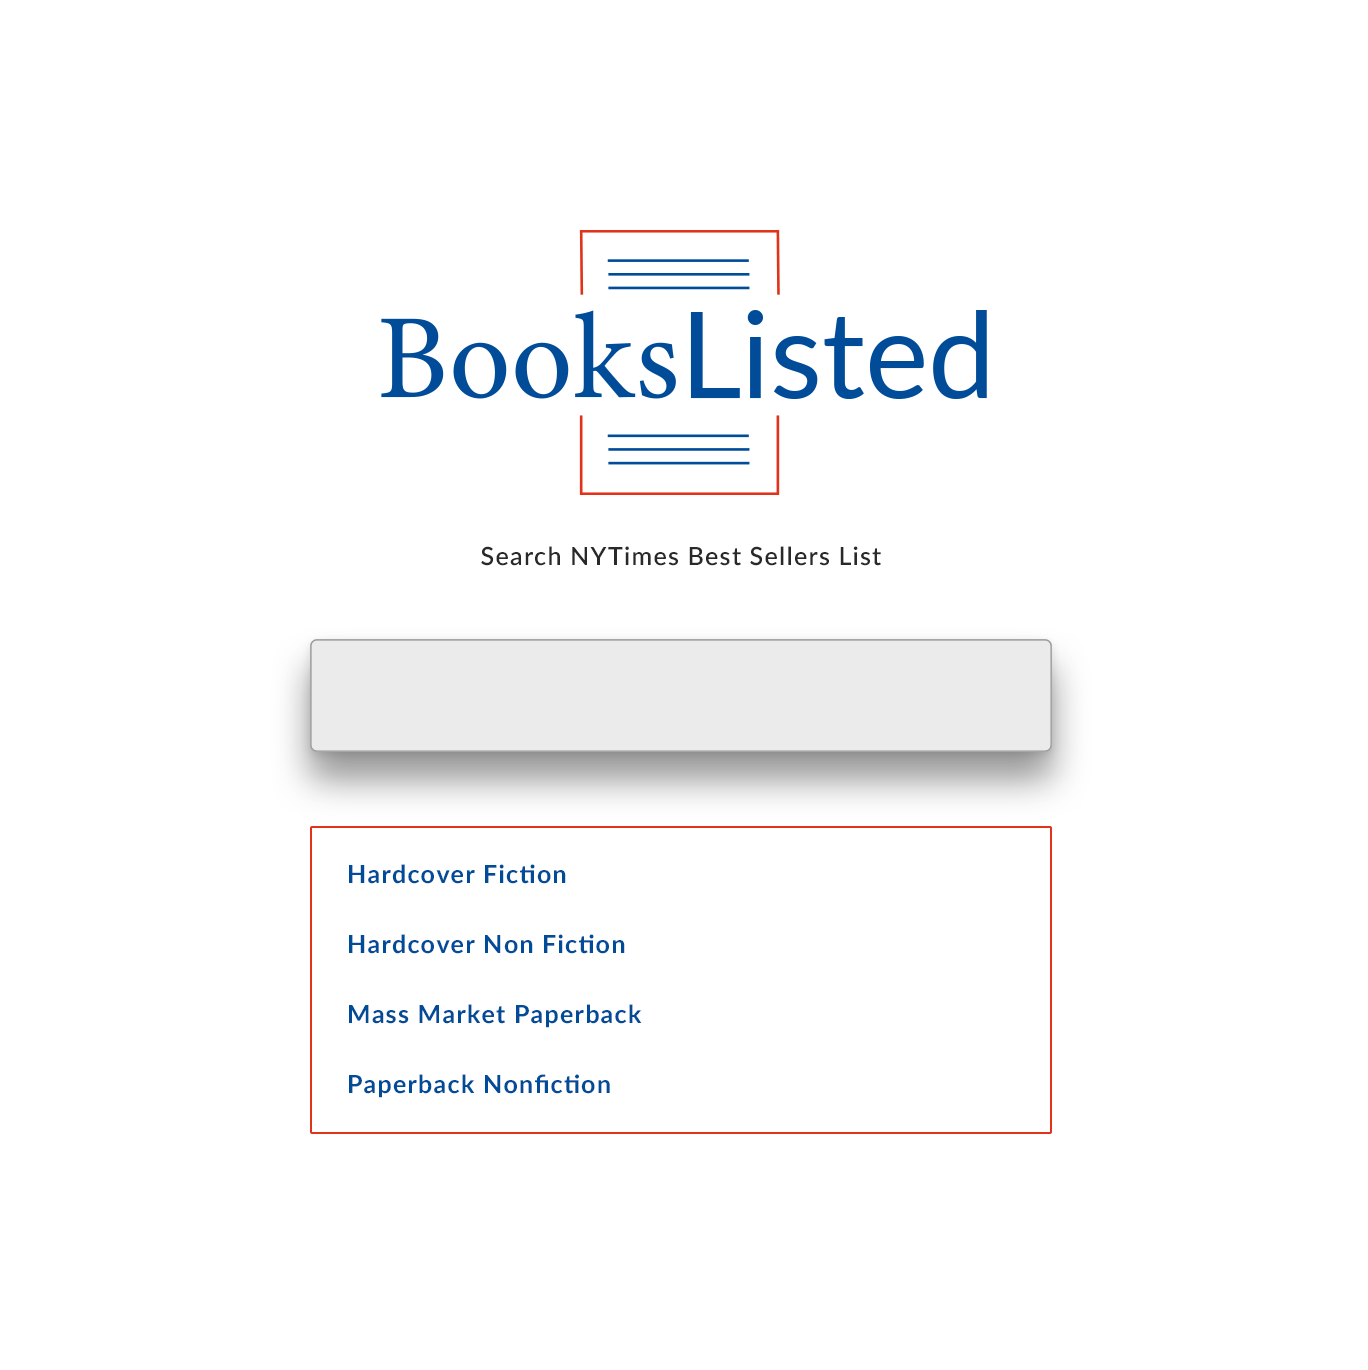 BooksListed
Search NYTimes Best Sellers List
Hardcover Fiction
Hardcover Non Fiction
Mass Market Paperback
Paperback Nonfiction